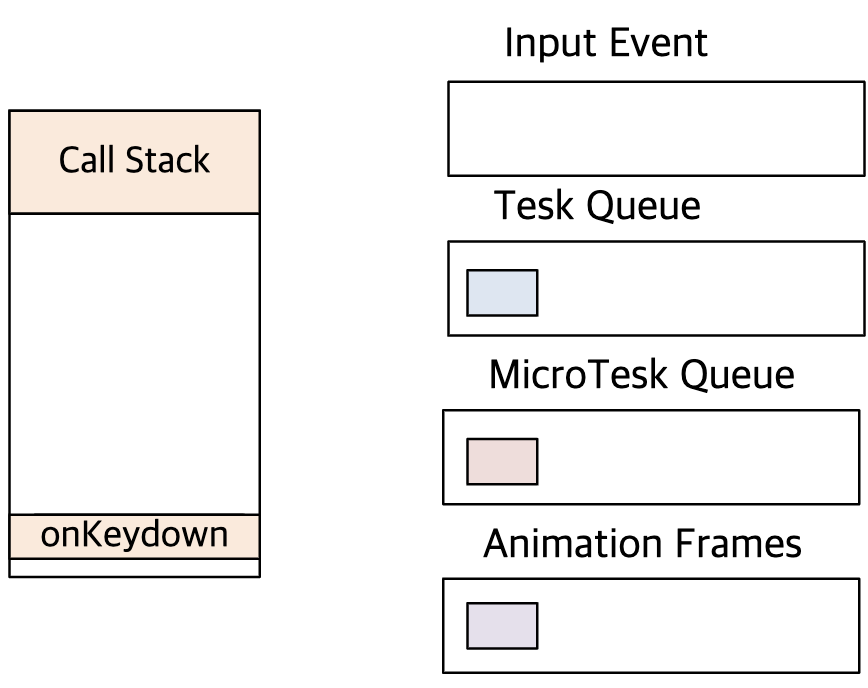 Input Event
Call Stack
Tesk Queue
MicroTesk Queue
onKeydown
Animation Frames